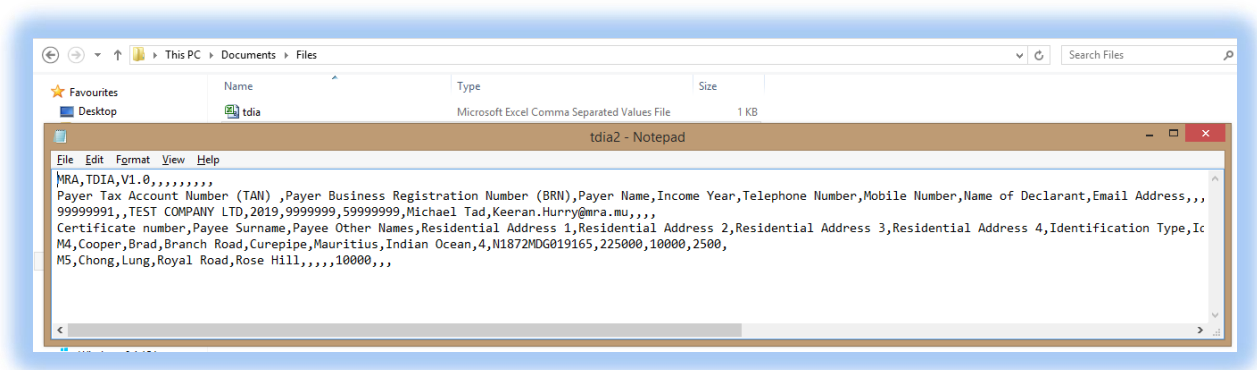 This PC › Documents › Files
Search Files
Favourites
Name
Type
Size
Desktop
tdia
Microsoft Excel Comma Separated Values File
1 KB
tdia2 - Notepad
File Edit Format View Help
MRA,TDIA,V1.0,,,,,,,,,
Payer Tax Account Number (TAN) ,Payer Business Registration Number (BRN),Payer Name,Income Year,Telephone Number,Mobile Number,Name of Declarant,Email Address,,,
99999991,,TEST COMPANY LTD,2019,9999999,59999999,Michael Tad,Keeran.Hurry@mra.mu,,,,
Certificate number,Payee Surname,Payee Other Names,Residential Address 1,Residential Address 2,Residential Address 3,Residential Address 4,Identification Type,Ic
M4,Cooper,Brad,Branch Road,Curepipe,Mauritius,Indian Ocean,4,N1872MDG019165,225000,10000,2500,
M5,Chong,Lung,Royal Road,Rose Hill,,,,,10000,,,